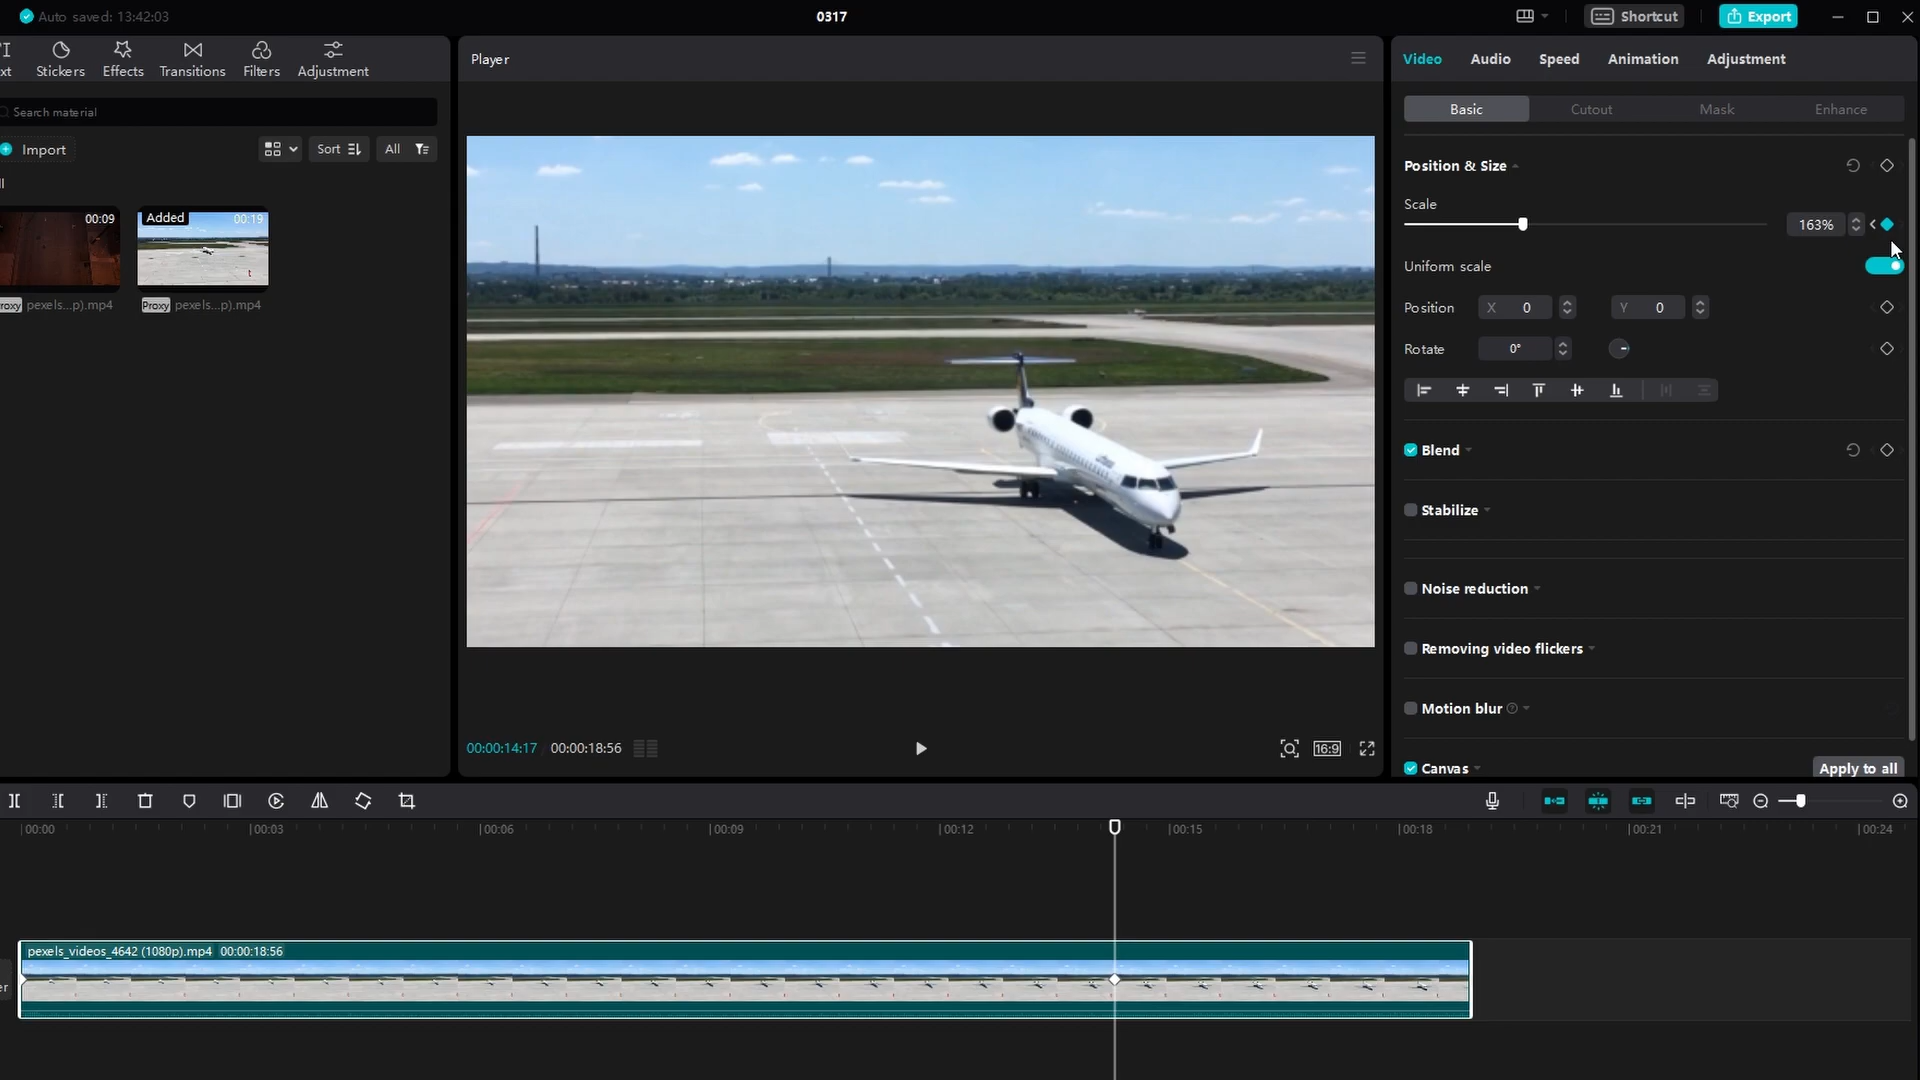 Auto saved: 13:42:03
0317
Shortcut
Export
xt
Stickers
Effects
Transitions
Filters
Adjustment
Search material
Import
Sort
All
ll
00:09
Added
00:19
roxy pexels...p).mp4
Proxy pexels...p).mp4
Player
00:00:14:17
00:00:18:56
16:9
Video
Audio
Speed
Animation
Adjustment
Basic
Cutout
Mask
Enhance
Position & Size
Scale
163%
Uniform scale
Position
X 0
Y 0
Rotate
0°
Blend
Stabilize
Noise reduction
Removing video flickers
Motion blur
Canvas
Apply to all
00:00
00:03
00:06
00:09
00:12
00:15
00:18
00:21
00:24
pexels_videos_4642 (1080p).mp4 00:00:18:56
er